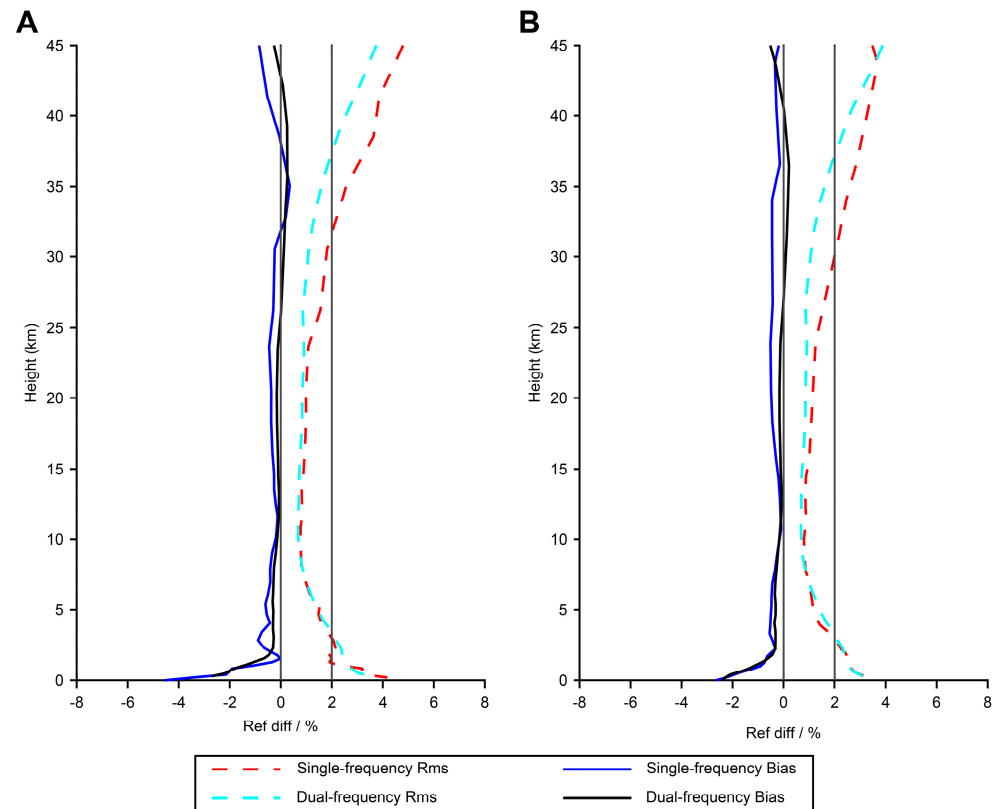 A
B
45
40
35
30
25
20
15
10
5
0
Height (km)
-8 -6 -4 -2 0 2 4 6 8
Ref diff / %
45
40
35
30
25
20
15
10
5
0
Height (km)
-8 -6 -4 -2 0 2 4 6 8
Ref diff / %
Single-frequency Rms
Single-frequency Bias
Dual-frequency Rms
Dual-frequency Bias